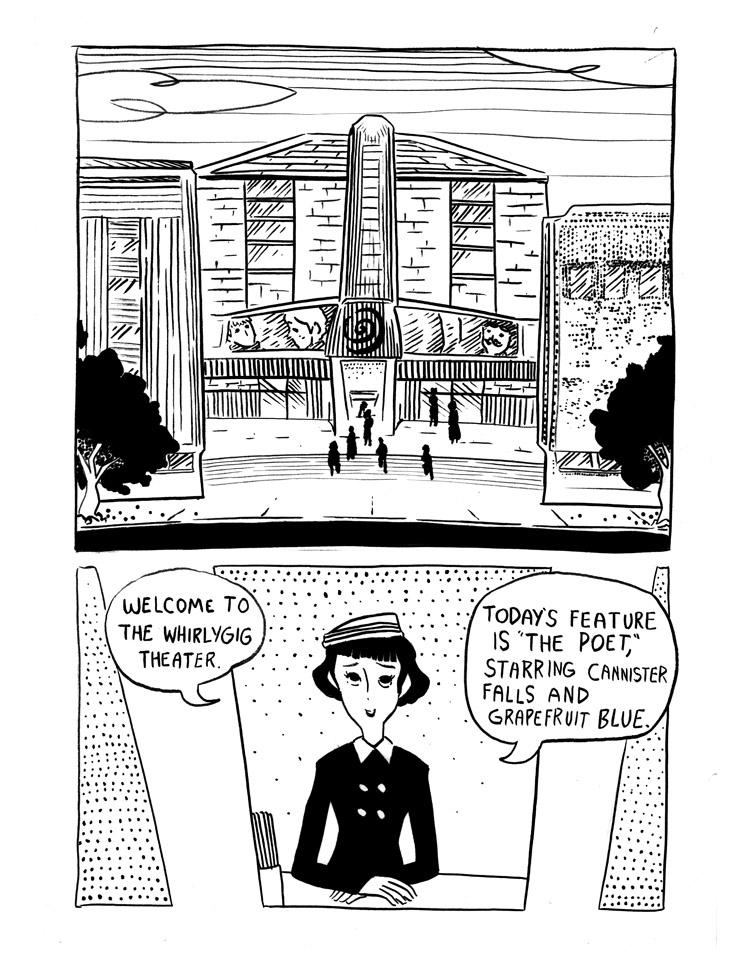 WELCOME TO
THE WHIRLYGIG
THEATER.
TODAY'S FEATURE
IS "THE POET,"
STARRING CANNISTER
FALLS AND
GRAPEFRUIT BLUE.